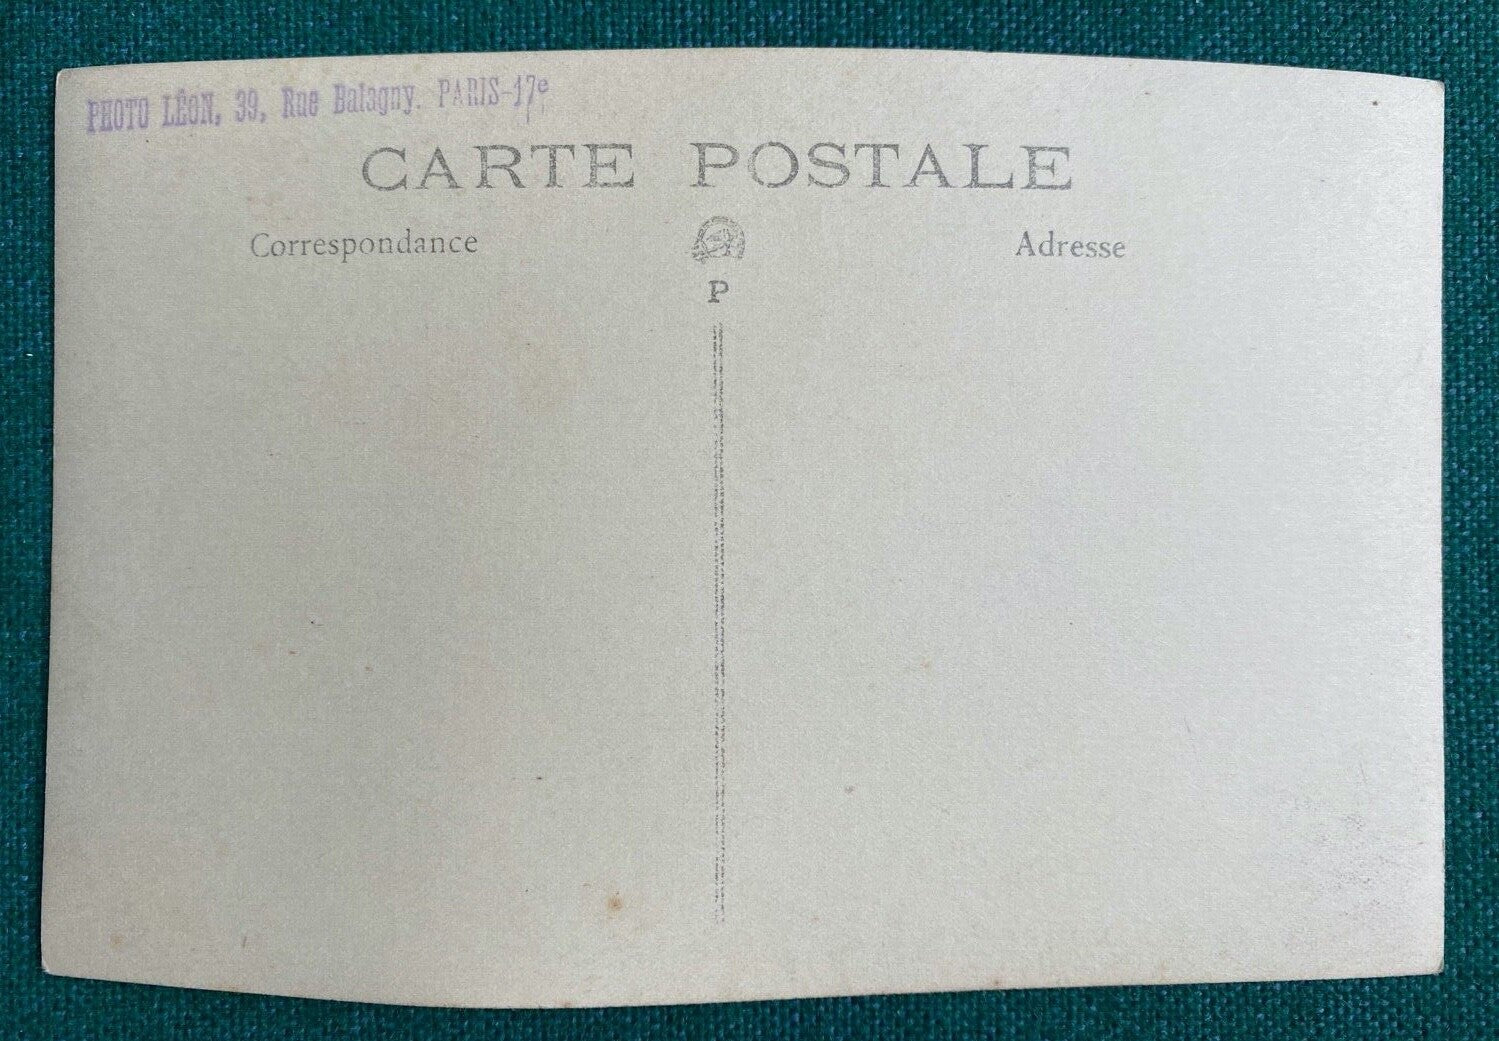 PHOTO LÉON, 39, Rue Balagny. PARIS-17e
CARTE POSTALE
Correspondance
Adresse
P